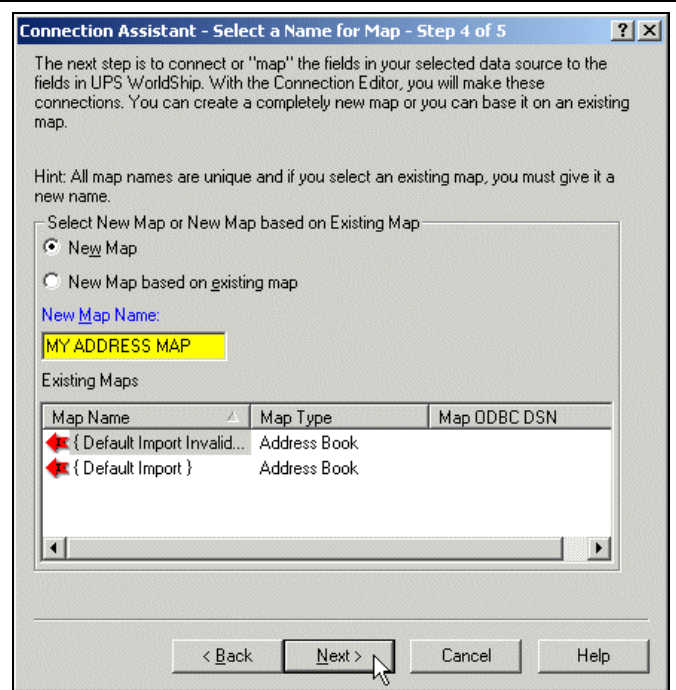 Connection Assistant - Select a Name for Map - Step 4 of 5
The next step is to connect or "map" the fields in your selected data source to the
fields in UPS WorldShip. With the Connection Editor, you will make these
connections. You can create a completely new map or you can base it on an existing
map.
Hint: All map names are unique and if you select an existing map, you must give it a
new name.
Select New Map or New Map based on Existing Map
New Map
New Map based on existing map
New Map Name:
MY ADDRESS MAP
Existing Maps
Map Name Map Type Map ODBC DSN
{ Default Import Invalid... Address Book
{ Default Import } Address Book
< Back Next > Cancel Help